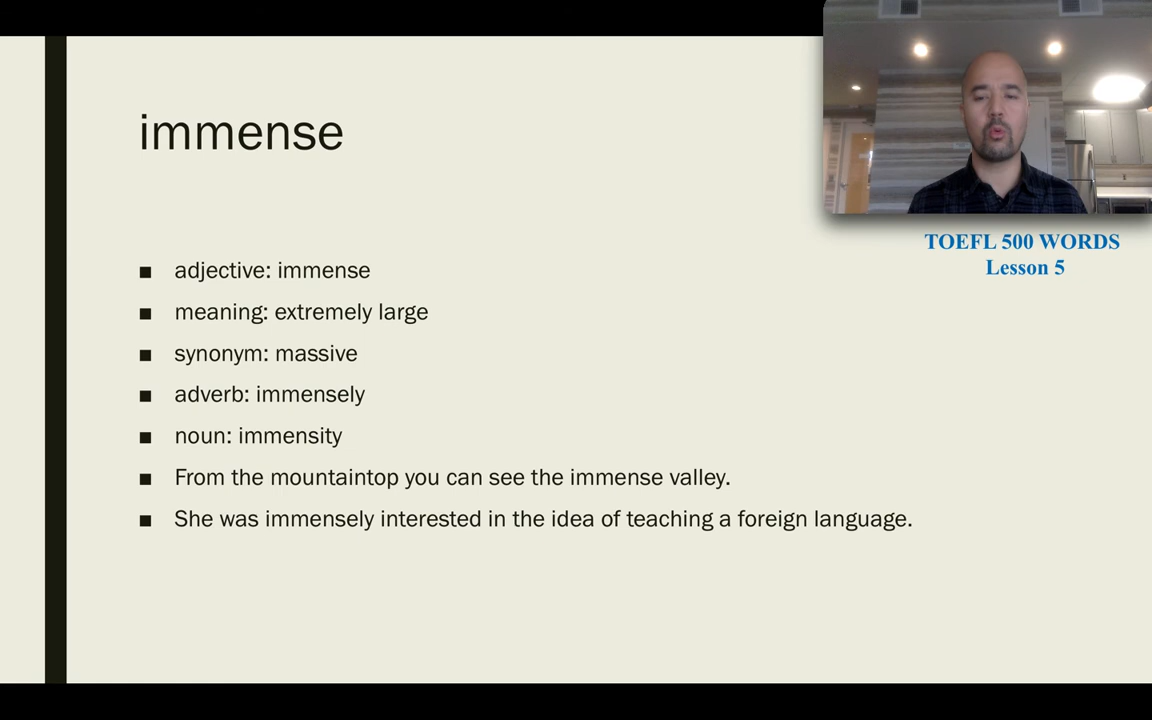 immense
TOEFL 500 WORDS
Lesson 5
adjective: immense
meaning: extremely large
synonym: massive
adverb: immensely
noun: immensity
From the mountaintop you can see the immense valley.
She was immensely interested in the idea of teaching a foreign language.